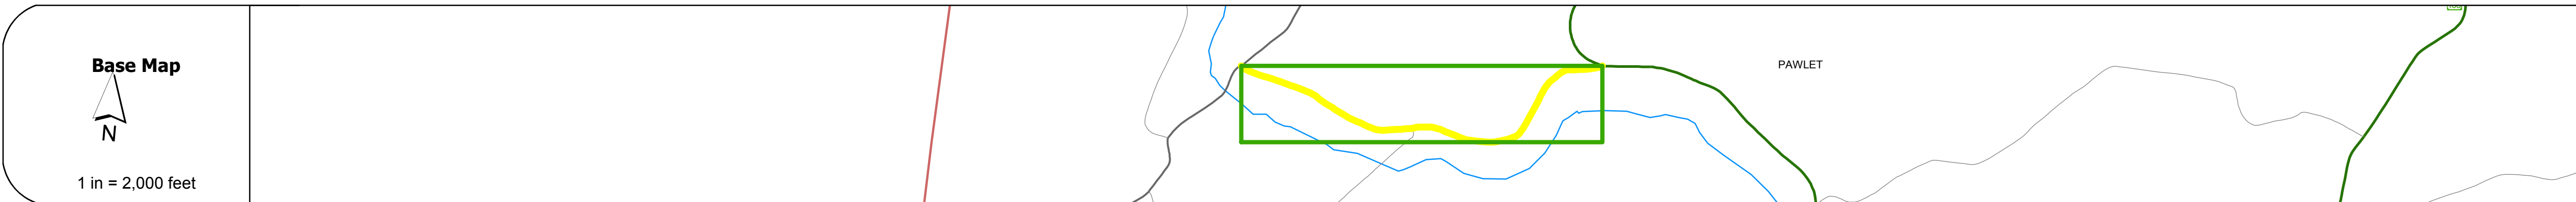 Base Map
N
1 in = 2,000 feet
PAWLET